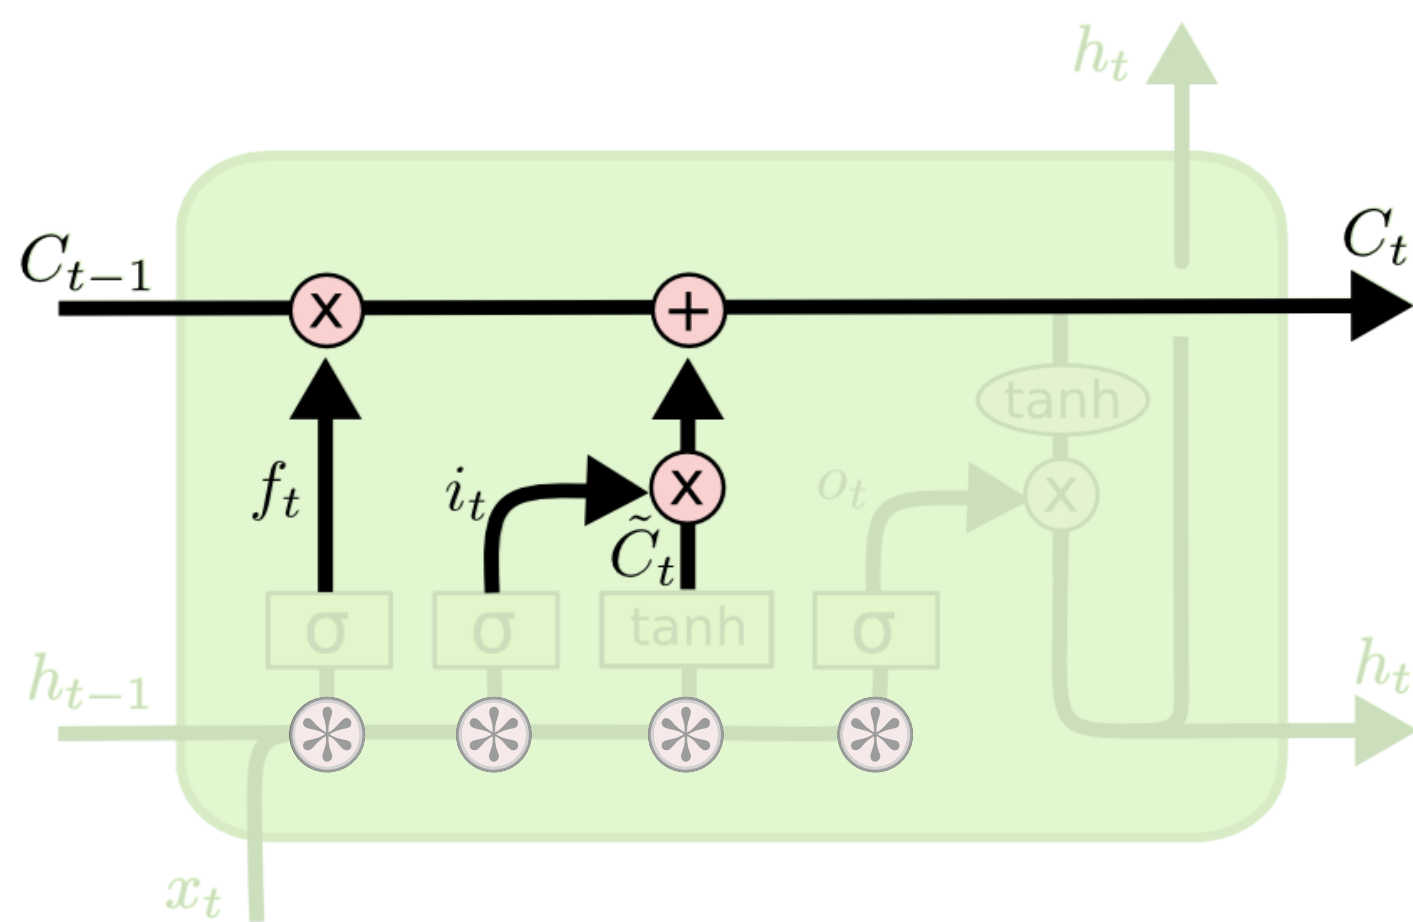 h_t
C_{t-1}
C_t
x
+
tanh
f_t
i_t
x
o_t
x
C̃_t
σ
σ
tanh
σ
h_{t-1}
h_t
x_t